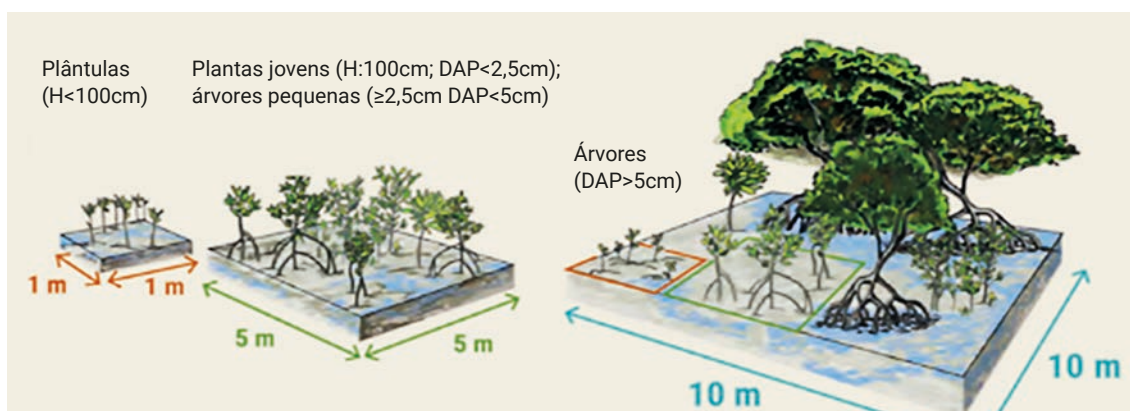 Plântulas
(H<100cm)
Plantas jovens (H:100cm; DAP<2,5cm);
árvores pequenas (≥2,5cm DAP<5cm)
Árvores
(DAP>5cm)
1 m
1 m
5 m
5 m
10 m
10 m